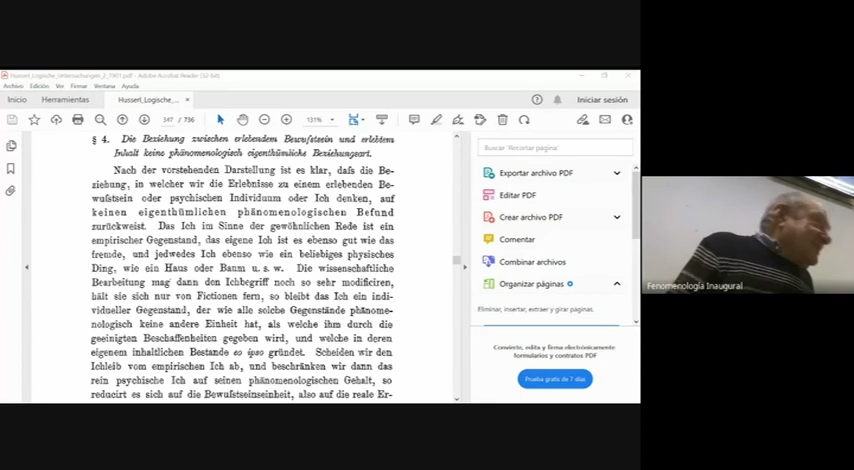 Husserl_Logische_Untersuchungen_2_1901.pdf - Adobe Acrobat Reader (32-bit)
Archivo Edición Ver Firmar Ventana Ayuda
Inicio Herramientas Husserl_Logische_... × Iniciar sesión
347 / 736 131%
§ 4. Die Beziehung zwischen erlebendem Bewufstsein und erlebtem
Inhalt keine phänomenologisch eigenthümliche Beziehungsart.
Nach der vorstehenden Darstellung ist es klar, dafs die Be-
ziehung, in welcher wir die Erlebnisse zu einem erlebenden Be-
wufstsein oder psychischen Individuum oder Ich denken, auf
keinen eigenthümlichen phänomenologischen Befund
zurückweist. Das Ich im Sinne der gewöhnlichen Rede ist ein
empirischer Gegenstand, das eigene Ich ist es ebenso gut wie das
fremde, und jedwedes Ich ebenso wie ein beliebiges physisches
Ding, wie ein Haus oder Baum u. s. w. Die wissenschaftliche
Bearbeitung mag dann den Ichbegriff noch so sehr modificiren,
hält sie sich nur von Fictionen fern, so bleibt das Ich ein indi-
vidueller Gegenstand, der wie alle solche Gegenstände phänome-
nologisch keine andere Einheit hat, als welche ihm durch die
geeinigten Beschaffenheiten gegeben wird, und welche in deren
eigenem inhaltlichen Bestande eo ipso gründet. Scheiden wir den
Ichleib vom empirischen Ich ab, und beschränken wir dann das
rein psychische Ich auf seinen phänomenologischen Gehalt, so
reducirt es sich auf die Bewufstseinseinheit, also auf die reale Er-
Buscar 'Recortar página'
Exportar archivo PDF
Editar PDF
Crear archivo PDF
Comentar
Combinar archivos
Organizar páginas
Eliminar, insertar, extraer y girar páginas.
Convierte, edita y firma electrónicamente
formularios y contratos PDF
Prueba gratis de 7 días
Fenomenología Inaugural